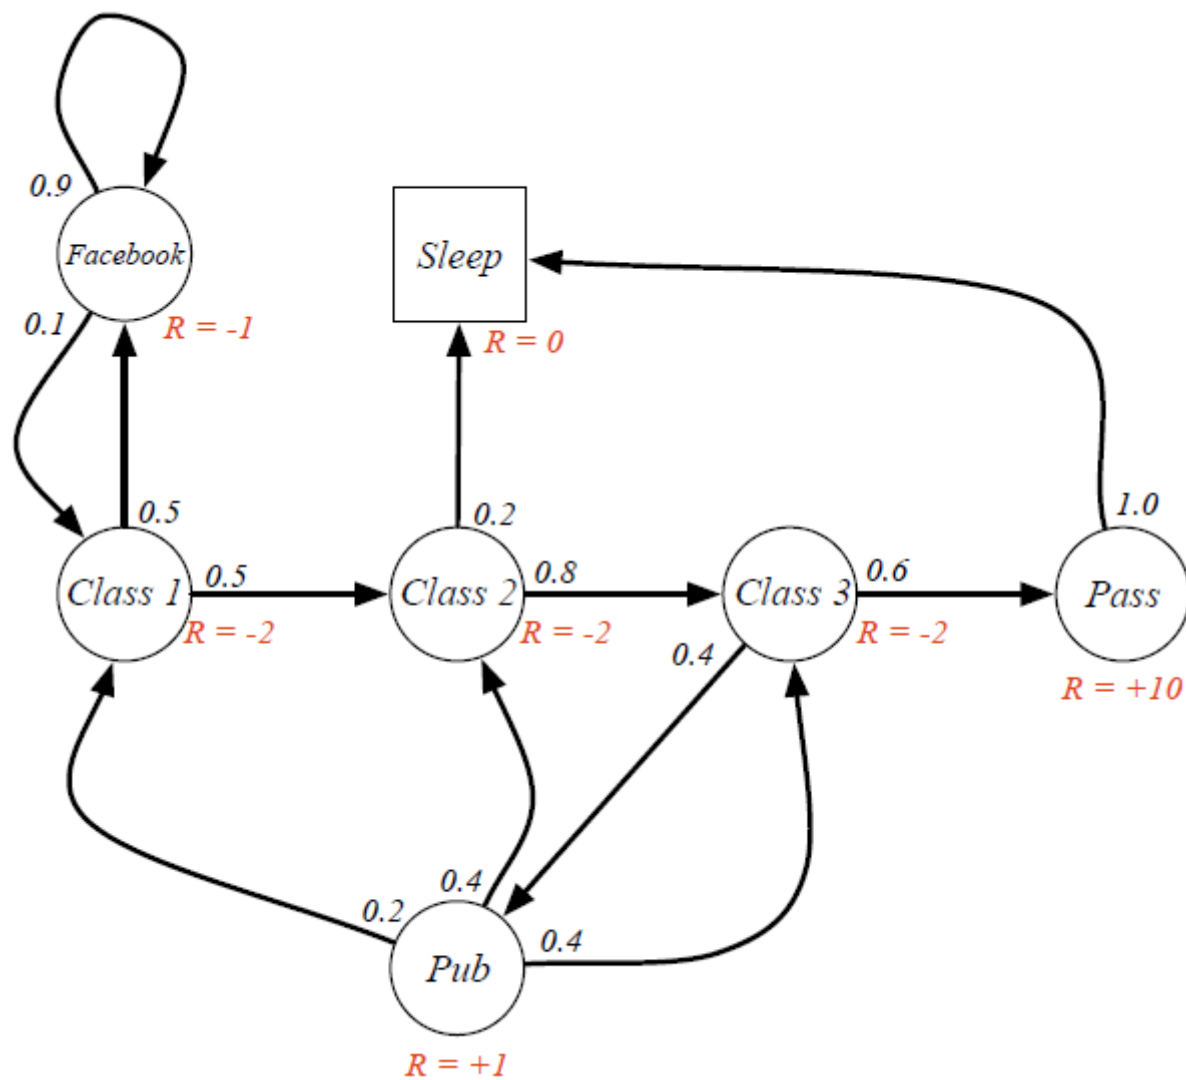 0.9
Facebook
Sleep
0.1
R = -1
R = 0
0.5
0.2
1.0
Class 1
0.5
Class 2
0.8
Class 3
0.6
Pass
R = -2
R = -2
R = -2
0.4
R = +10
0.4
0.2
0.4
Pub
R = +1